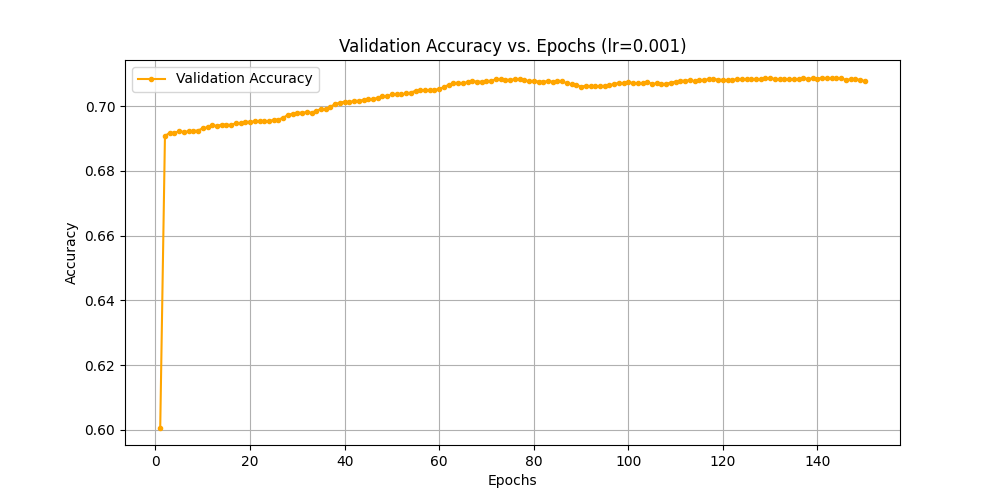 Validation Accuracy vs. Epochs (lr=0.001)
Validation Accuracy
Accuracy
0.70
0.68
0.66
0.64
0.62
0.60
0 20 40 60 80 100 120 140
Epochs